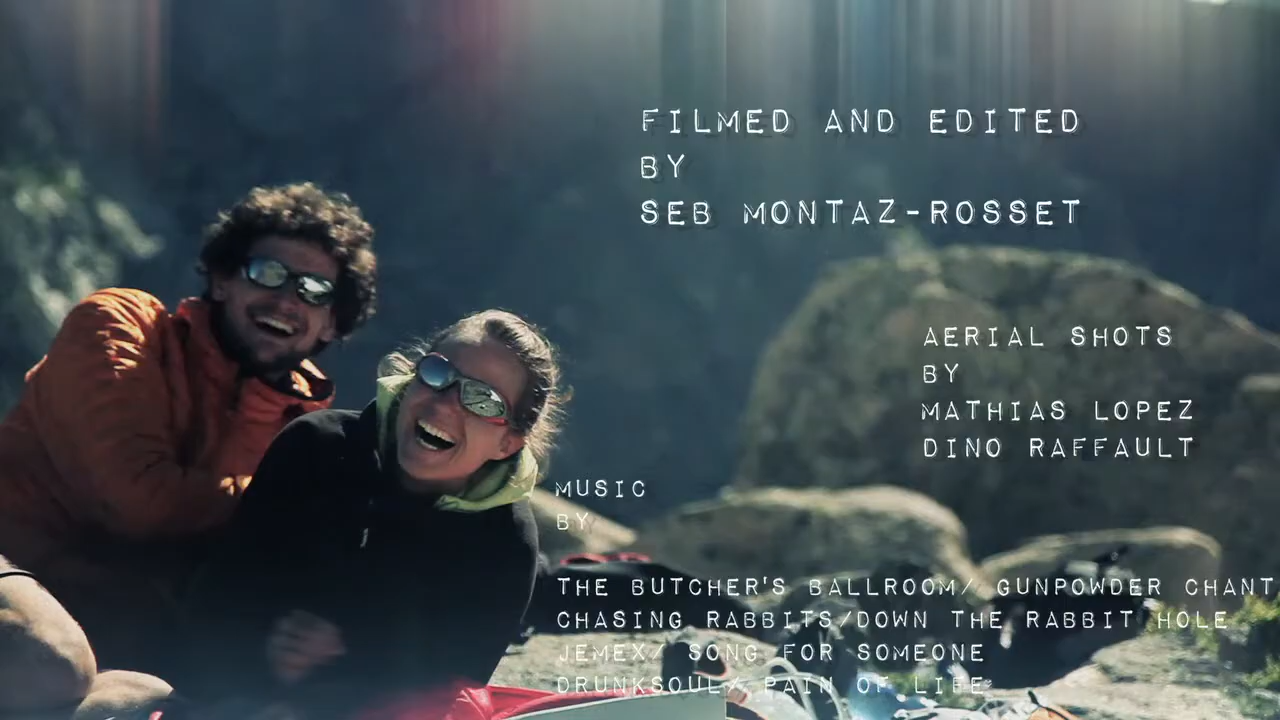 FILMED AND EDITED
BY
SEB MONTAZ-ROSSET
AERIAL SHOTS
BY
MATHIAS LOPEZ
DINO RAFFAULT
MUSIC
BY
THE BUTCHER'S BALLROOM/ GUNPOWDER CHANT
CHASING RABBITS/DOWN THE RABBIT HOLE
JEMEX/ SONG FOR SOMEONE
DRUNKSOUL/ PAIN OF LIFE